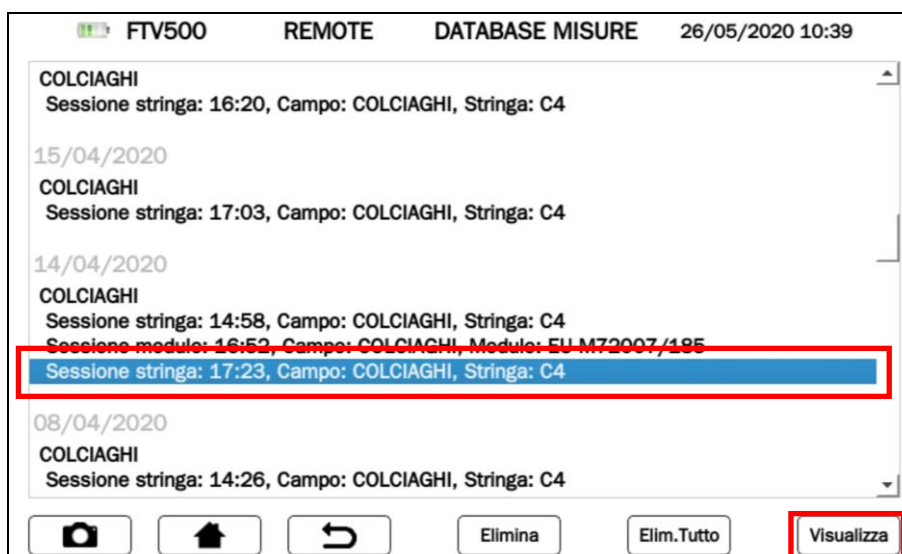 FTV500 REMOTE DATABASE MISURE 26/05/2020 10:39
COLCIAGHI
Sessione stringa: 16:20, Campo: COLCIAGHI, Stringa: C4
15/04/2020
COLCIAGHI
Sessione stringa: 17:03, Campo: COLCIAGHI, Stringa: C4
14/04/2020
COLCIAGHI
Sessione stringa: 14:58, Campo: COLCIAGHI, Stringa: C4
Sessione modulo: 16:52, Campo: COLCIAGHI, Modulo: EU M72007/185
Sessione stringa: 17:23, Campo: COLCIAGHI, Stringa: C4
08/04/2020
COLCIAGHI
Sessione stringa: 14:26, Campo: COLCIAGHI, Stringa: C4
Elimina Elim.Tutto Visualizza